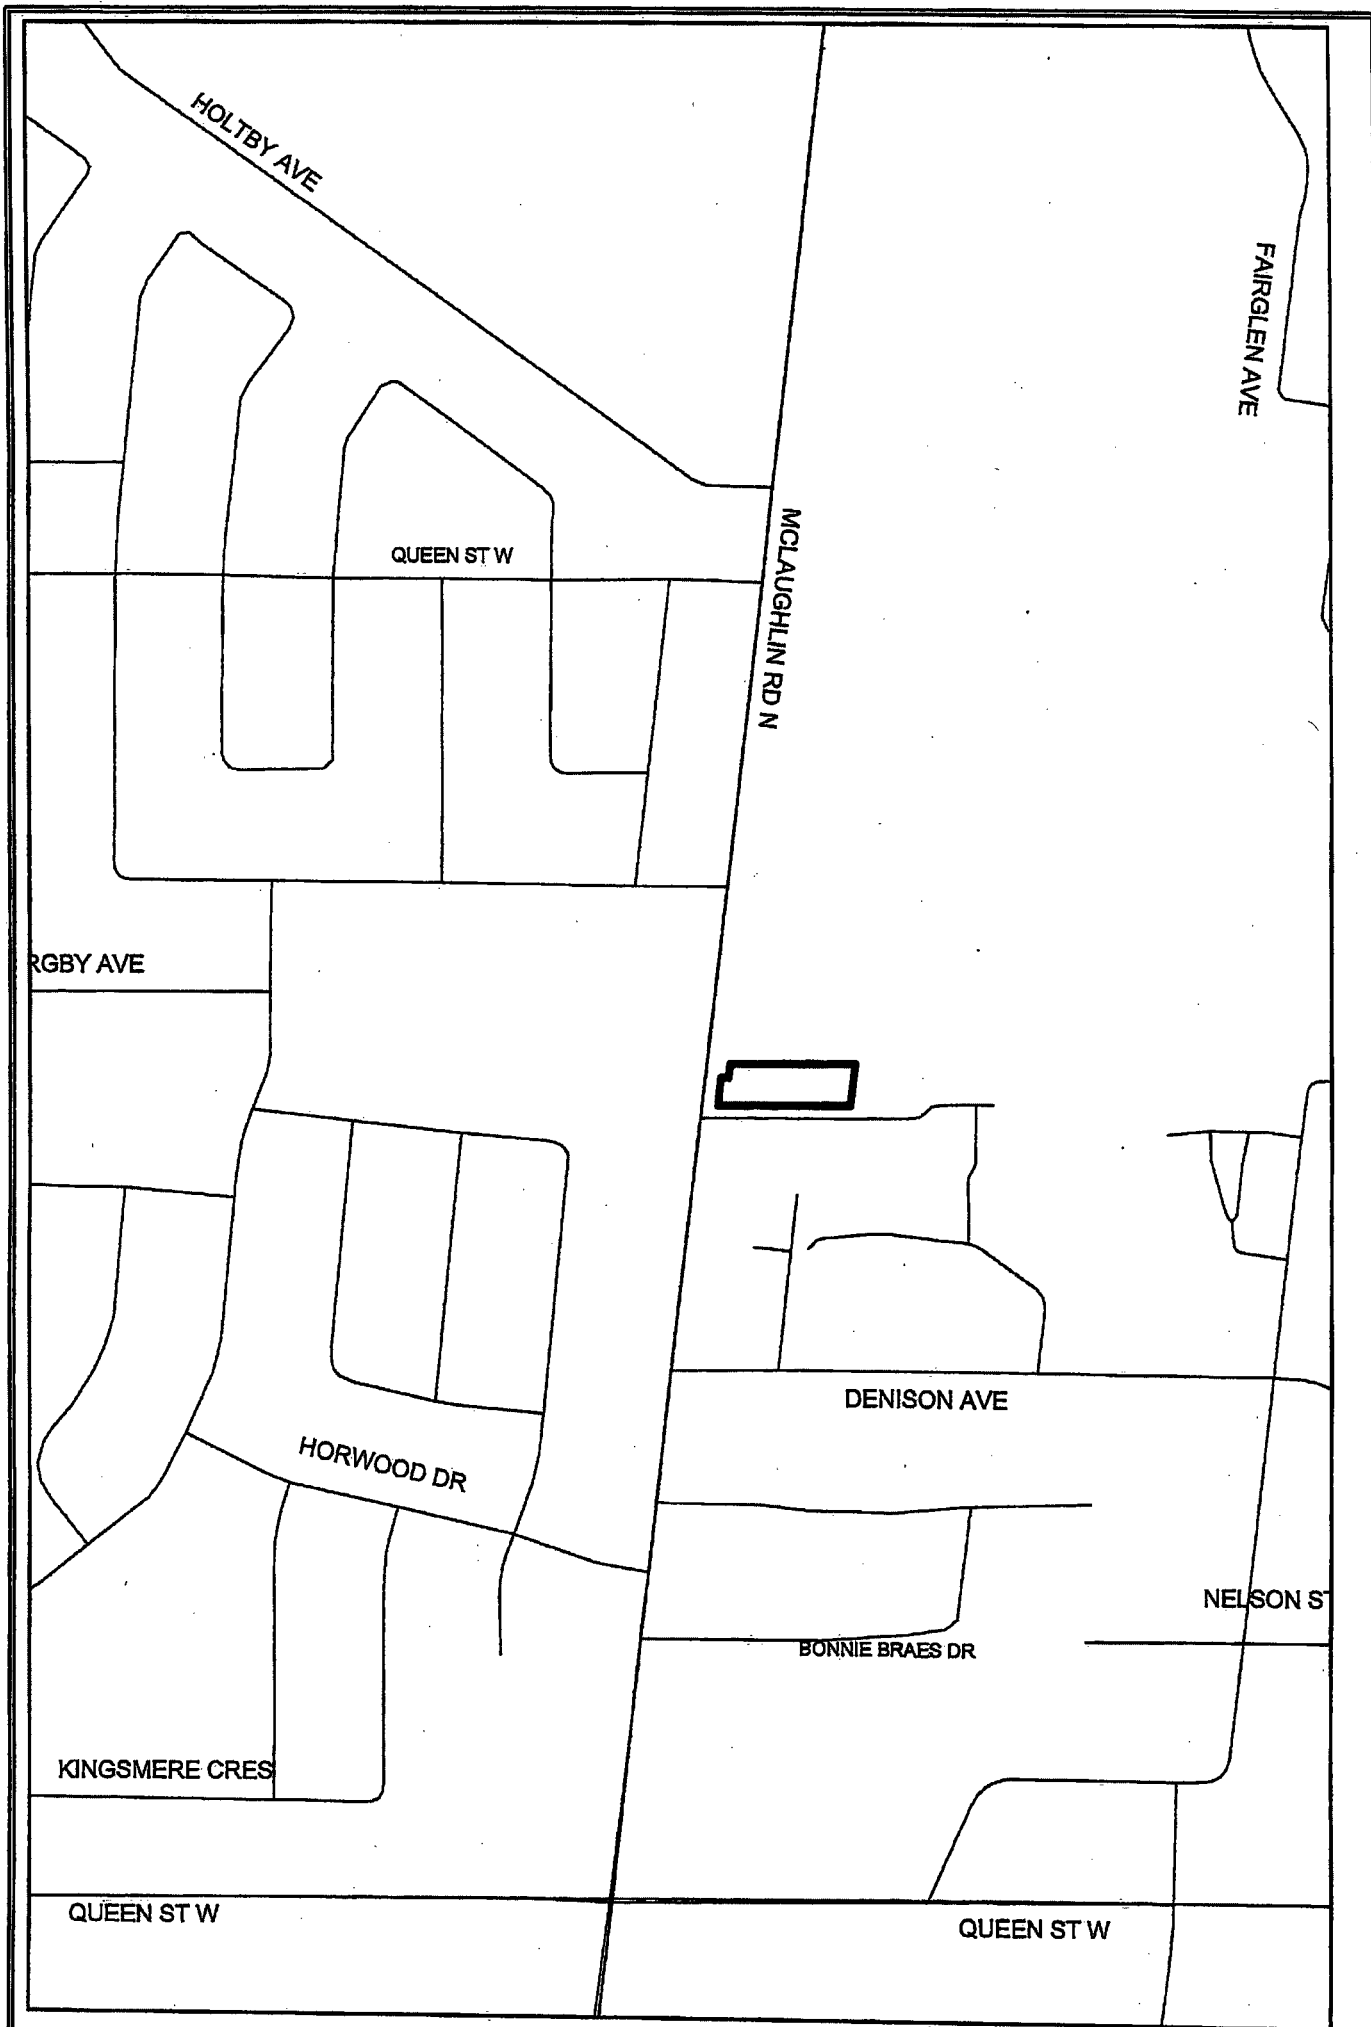 HOLTBY AVE
FAIRGLEN AVE
QUEEN ST W
MCLAUGHLIN RD N
RGBY AVE
DENISON AVE
HORWOOD DR
NELSON ST
BONNIE BRAES DR
KINGSMERE CRES
QUEEN ST W
QUEEN ST W